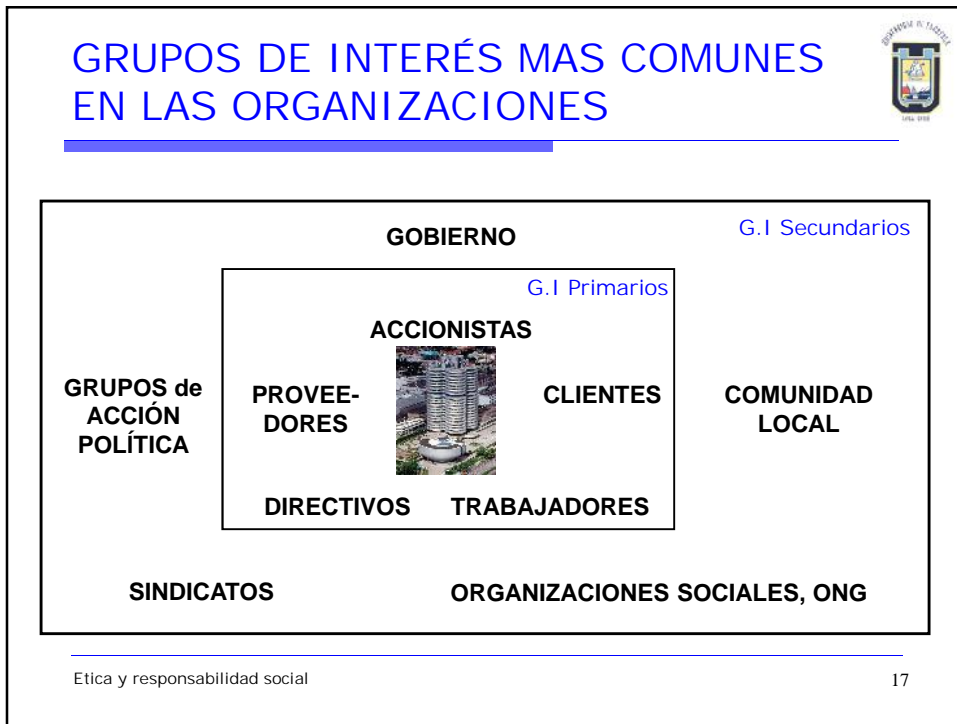 GRUPOS DE INTERÉS MAS COMUNES
EN LAS ORGANIZACIONES
GOBIERNO
G.I Secundarios
G.I Primarios
ACCIONISTAS
GRUPOS de
ACCIÓN
POLÍTICA
PROVEE-
DORES
CLIENTES
COMUNIDAD
LOCAL
DIRECTIVOS
TRABAJADORES
SINDICATOS
ORGANIZACIONES SOCIALES, ONG
Etica y responsabilidad social
17